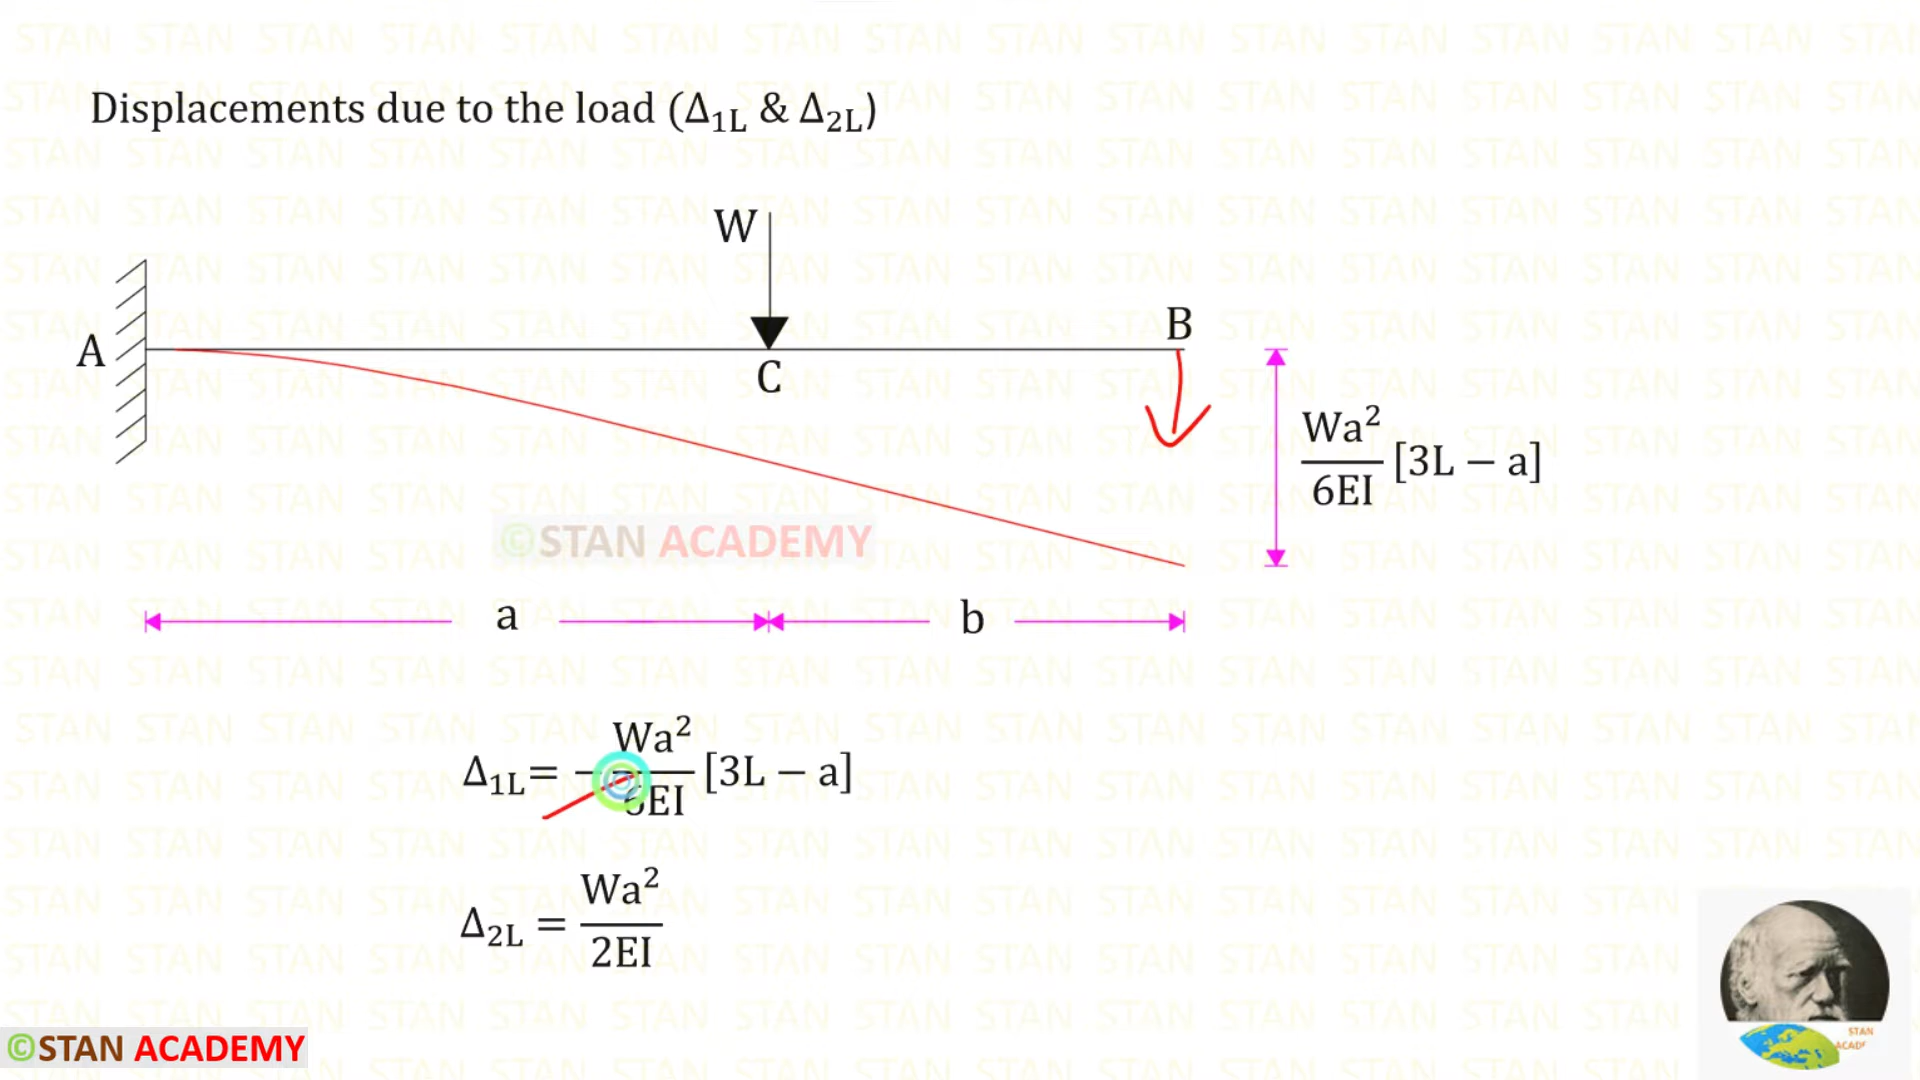 Displacements due to the load (Δ₁L & Δ₂L)
W
A
B
C
Wa²
6EI
[3L − a]
©STAN ACADEMY
a
b
Δ₁L = − Wa²
6EI
[3L − a]
Δ₂L = Wa²
2EI
©STAN ACADEMY
STAN